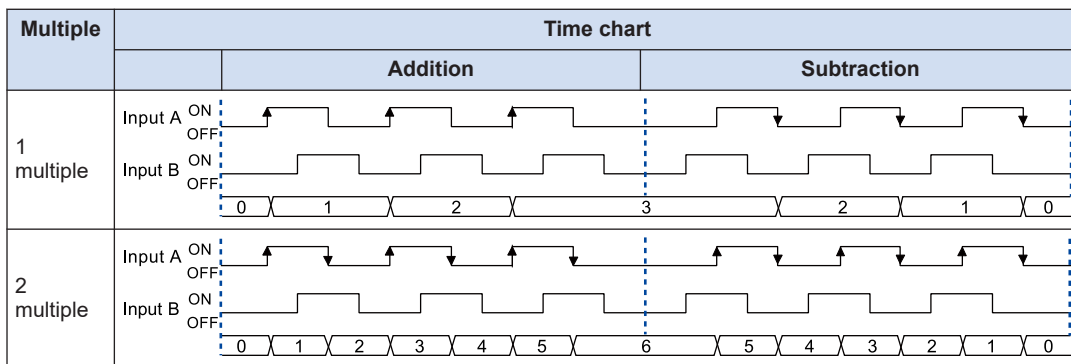 Multiple Time chart
Addition Subtraction
1 multiple
Input A ON OFF
Input B ON OFF
0 1 2 3 2 1 0
2 multiple
Input A ON OFF
Input B ON OFF
0 1 2 3 4 5 6 5 4 3 2 1 0